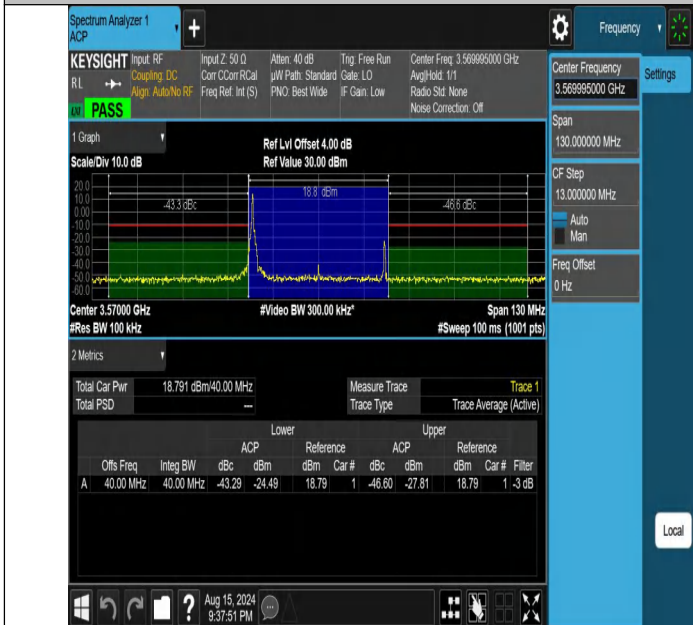 Spectrum Analyzer 1
ACP
Frequency
KEYSIGHT Input: RF Input Z: 50 Ω Atten: 40 dB Trig: Free Run Center Freq: 3.569995000 GHz
RL Coupling: DC Corr CCorr RCal µW Path: Standard Gate: LO Avg|Hold: 1/1
Align: Auto/No RF Freq Ref: Int (S) PNO: Best Wide IF Gain: Low Radio Std: None
LNI PASS Noise Correction: Off
Center Frequency
3.569995000 GHz
Settings
Span
130.000000 MHz
CF Step
13.000000 MHz
Auto
Man
Freq Offset
0 Hz
1 Graph
Ref Lvl Offset 4.00 dB
Scale/Div 10.0 dB Ref Value 30.00 dBm
20.0
10.0
0.00
-10.0
-20.0
-30.0
-40.0
-50.0
-60.0
-43.3 dBc 18.8 dBm -46.6 dBc
Center 3.57000 GHz #Video BW 300.00 kHz* Span 130 MHz
#Res BW 100 kHz #Sweep 100 ms (1001 pts)
2 Metrics
Total Car Pwr 18.791 dBm/40.00 MHz Measure Trace Trace 1
Total PSD --- Trace Type Trace Average (Active)
Lower Upper
ACP Reference ACP Reference
Offs Freq Integ BW dBc dBm dBm Car # dBc dBm dBm Car # Filter
A 40.00 MHz 40.00 MHz -43.29 -24.49 18.79 1 -46.60 -27.81 18.79 1 -3 dB
Local
? Aug 15, 2024
9:37:51 PM